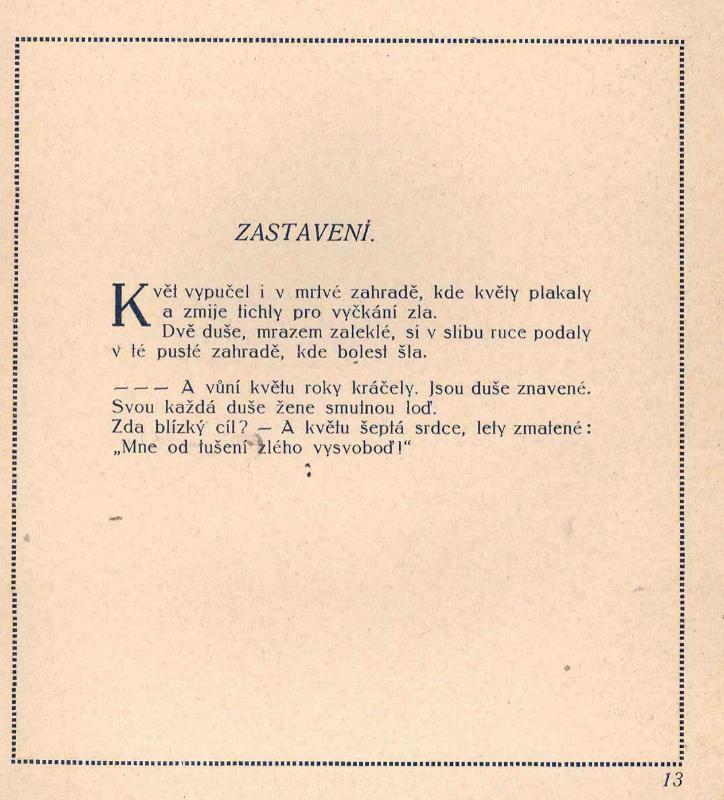 ZASTAVENÍ.
Květ vypučel i v mrtvé zahradě, kde květy plakaly
a zmije tichly pro vyčkání zla.
Dvě duše, mrazem zaleklé, si v slibu ruce podaly
v té pusté zahradě, kde bolest šla.
— — — A vůní květu roky kráčely. Jsou duše znavené.
Svou každá duše žene smutnou loď.
Zda blízký cíl? — A květu šeptá srdce, lety zmatené:
„Mne od tušení zlého vysvoboď!“
13